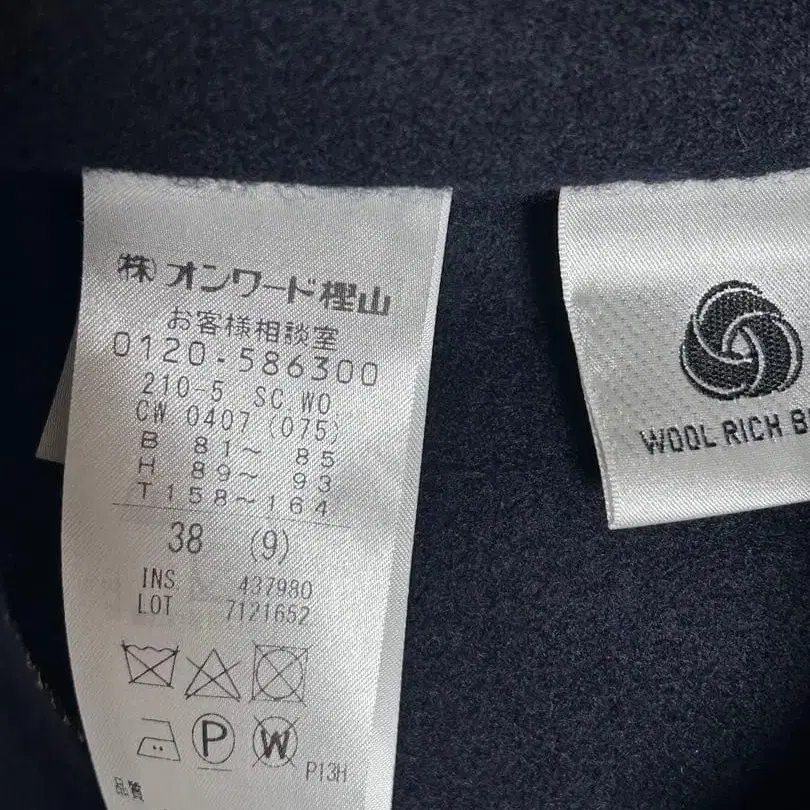 ㈱オンワード樫山
お客様相談室
0120-586300
210-5 SC WO.
CW 0407 (075)
B 81~ 85
H 89~ 93
T158~164
38 (9)
INS 437980
LOT 7121652
P
W
P13H
品質
WOOL RICH B